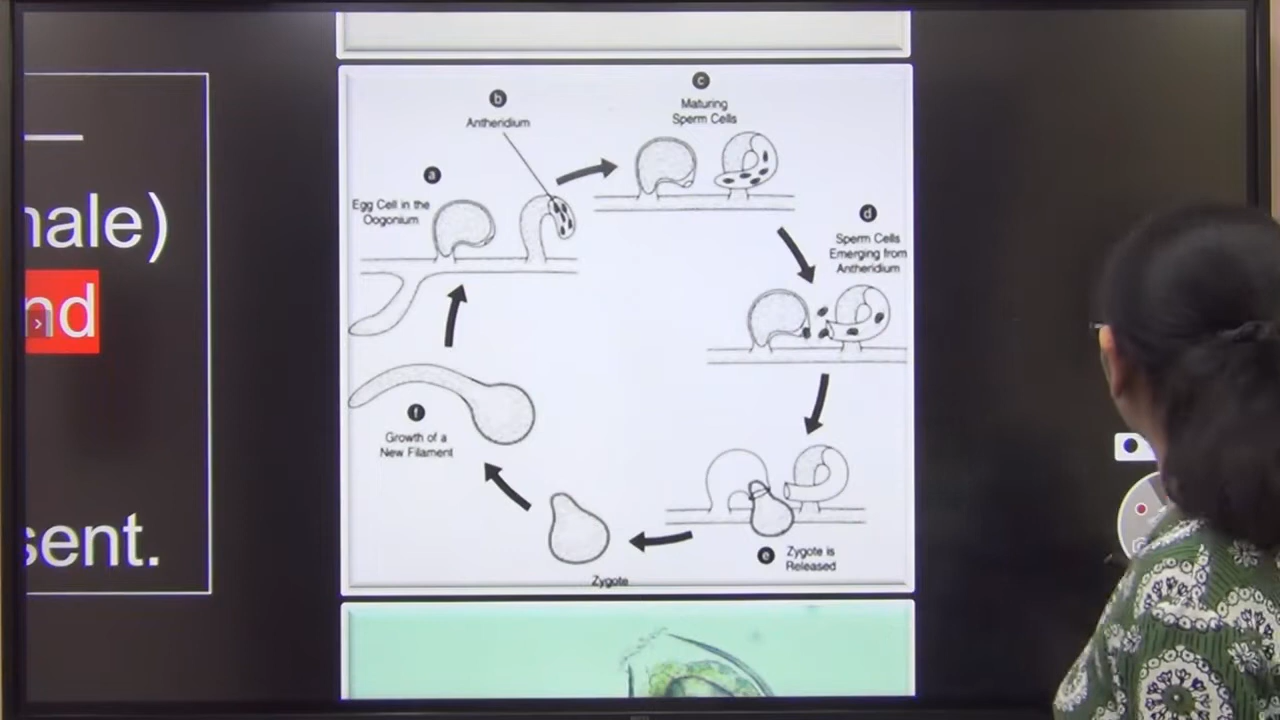 nale)
nd
sent.
b
Antheridium
a
Egg Cell in the
Oogonium
c
Maturing
Sperm Cells
d
Sperm Cells
Emerging from
Antheridium
e
Zygote is
Released
Zygote
f
Growth of a
New Filament